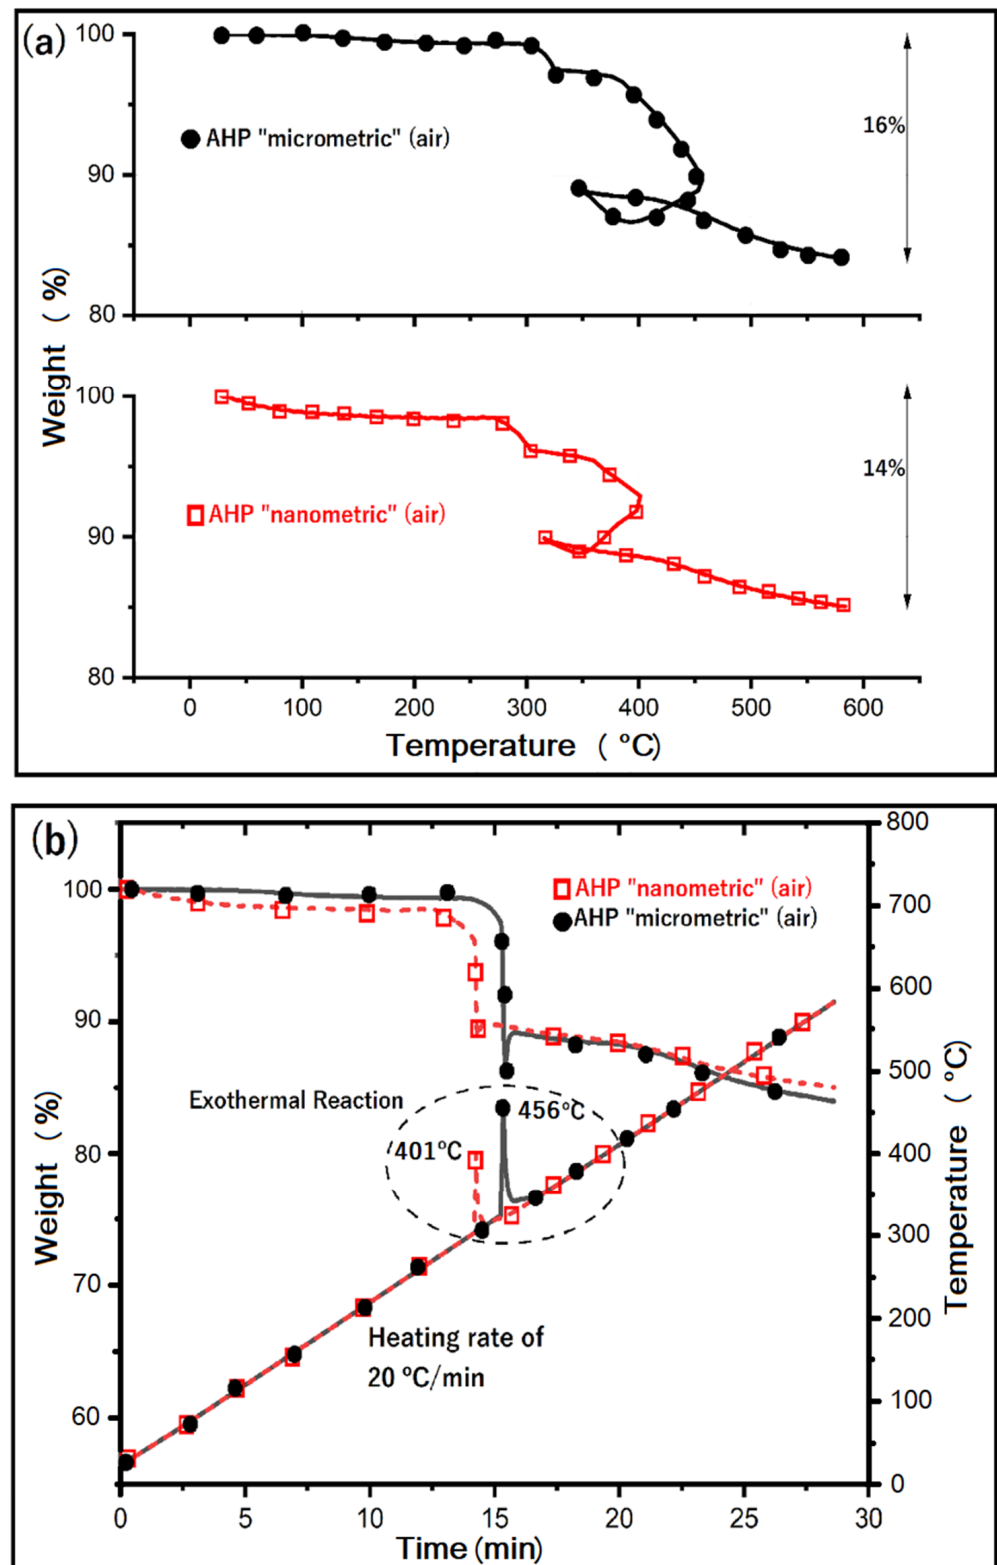 (a)
100
90
80
AHP "micrometric" (air)
16%
100
90
80
AHP "nanometric" (air)
14%
Weight ( %)
0 100 200 300 400 500 600
Temperature ( °C)
(b)
100
90
80
70
60
Weight (%)
AHP "nanometric" (air)
AHP "micrometric" (air)
Exothermal Reaction
401°C
456°C
Heating rate of
20 ºC/min
800
700
600
500
400
300
200
100
0
Temperature ( °C)
0 5 10 15 20 25 30
Time (min)